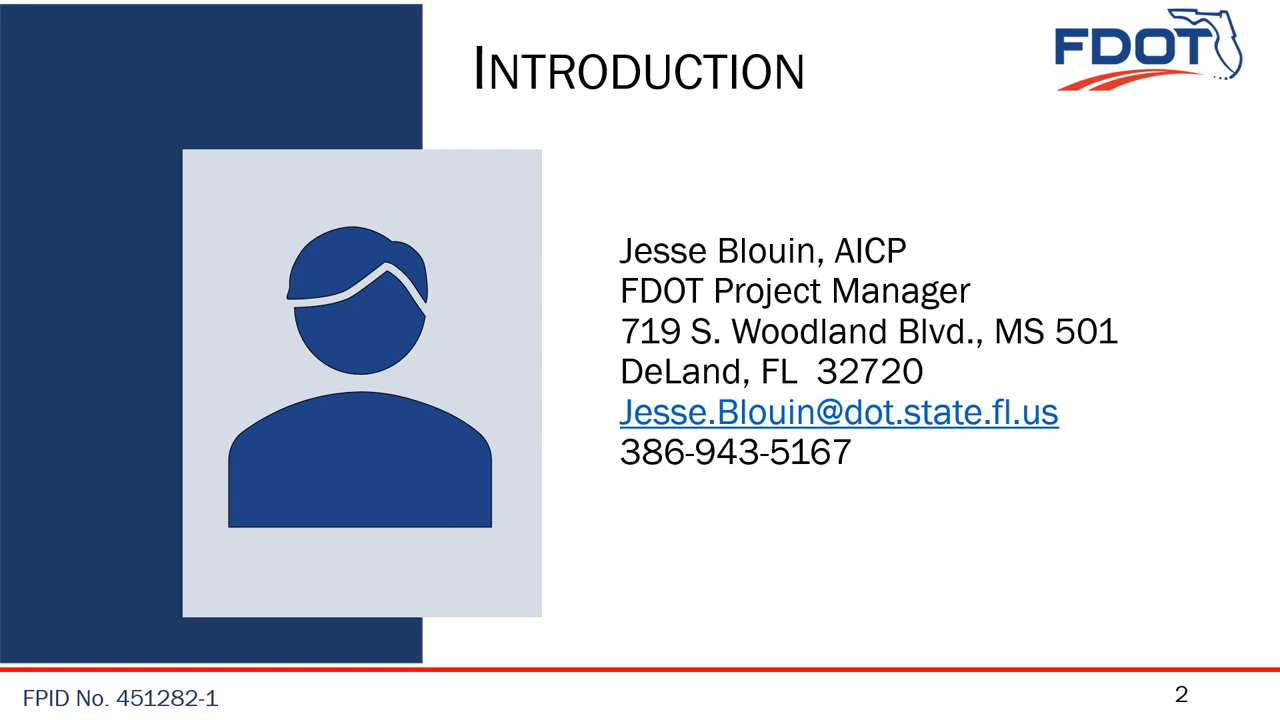 INTRODUCTION
FDOT
Jesse Blouin, AICP
FDOT Project Manager
719 S. Woodland Blvd., MS 501
DeLand, FL  32720
Jesse.Blouin@dot.state.fl.us
386-943-5167
FPID No. 451282-1
2